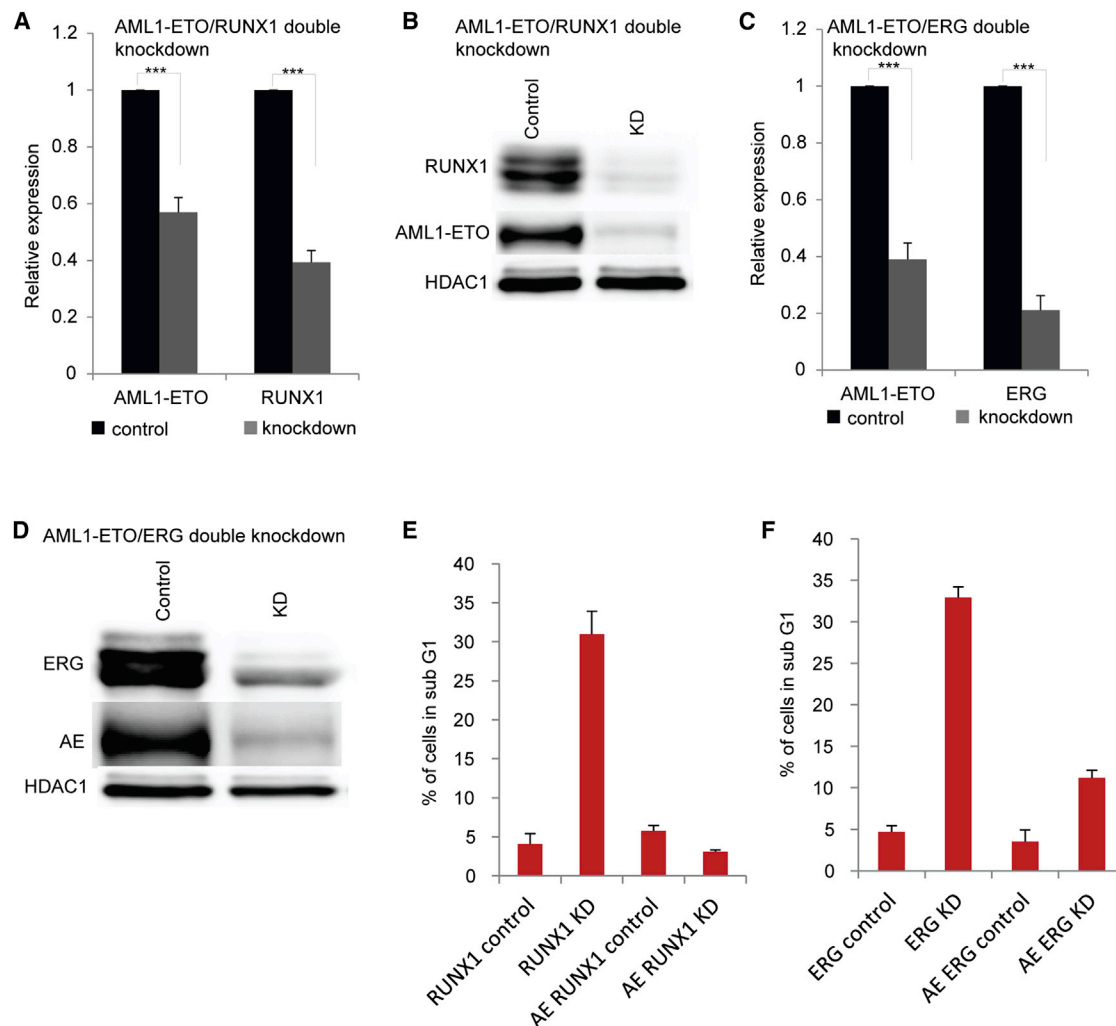 A
AML1-ETO/RUNX1 double
knockdown
1.2
1
0.8
0.6
0.4
0.2
0
Relative expression
***
***
AML1-ETO
RUNX1
control
knockdown
B
AML1-ETO/RUNX1 double
knockdown
Control
KD
RUNX1
AML1-ETO
HDAC1
C
AML1-ETO/ERG double
knockdown
1.2
1
0.8
0.6
0.4
0.2
0
Relative expression
***
***
AML1-ETO
ERG
control
knockdown
D
AML1-ETO/ERG double knockdown
Control
KD
ERG
AE
HDAC1
E
40
35
30
25
20
15
10
5
0
% of cells in sub G1
RUNX1 control
RUNX1 KD
AE RUNX1 control
AE RUNX1 KD
F
40
35
30
25
20
15
10
5
0
% of cells in sub G1
ERG control
ERG KD
AE ERG control
AE ERG KD